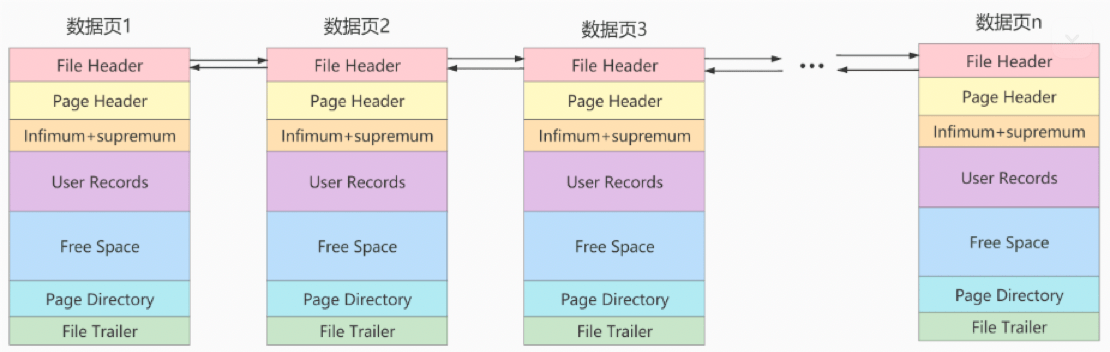 数据页1
File Header
Page Header
Infimum+supremum
User Records
Free Space
Page Directory
File Trailer
数据页2
File Header
Page Header
Infimum+supremum
User Records
Free Space
Page Directory
File Trailer
数据页3
File Header
Page Header
Infimum+supremum
User Records
Free Space
Page Directory
File Trailer
...
数据页n
File Header
Page Header
Infimum+supremum
User Records
Free Space
Page Directory
File Trailer